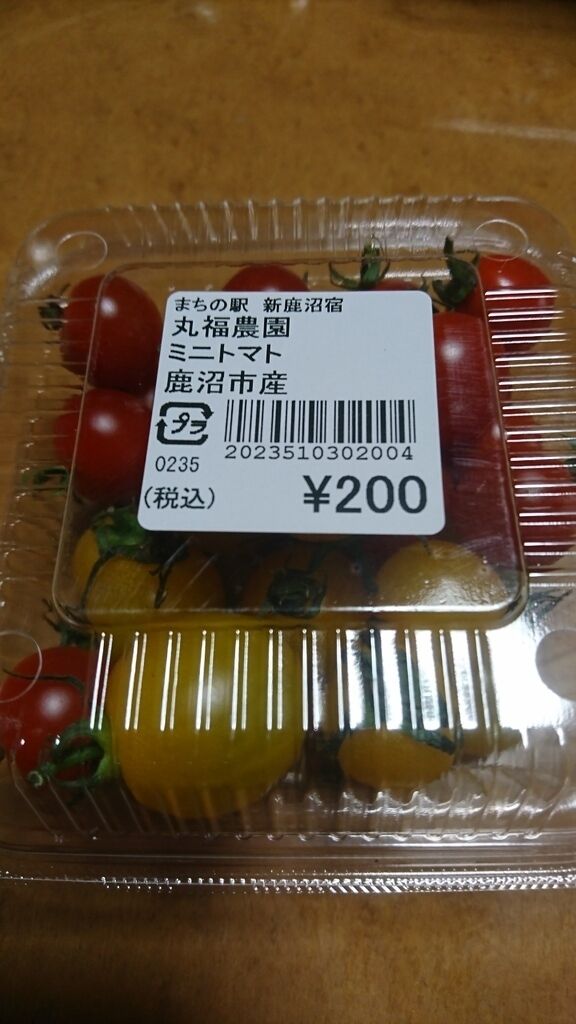 まちの駅 新鹿沼宿
丸福農園
ミニトマト
鹿沼市産
プラ
2023510302004
0235
(税込) ¥200